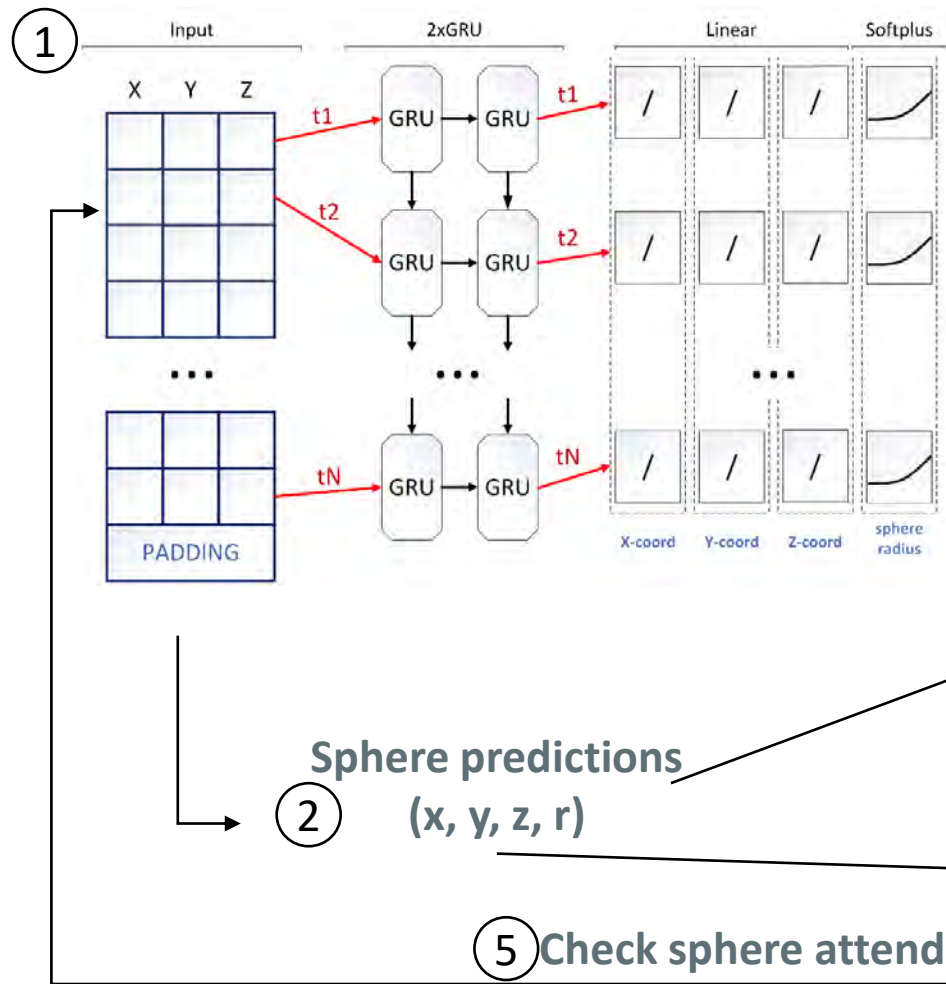 1
Input 2xGRU Linear Softplus
X Y Z
t1 GRU GRU t1 / / /
t2 GRU GRU t2 / / /
• • • • • • • • •
tN GRU GRU tN / / /
PADDING
X-coord Y-coord Z-coord sphere radius
Sphere predictions
2 (x, y, z, r)
5 Check sphere attend